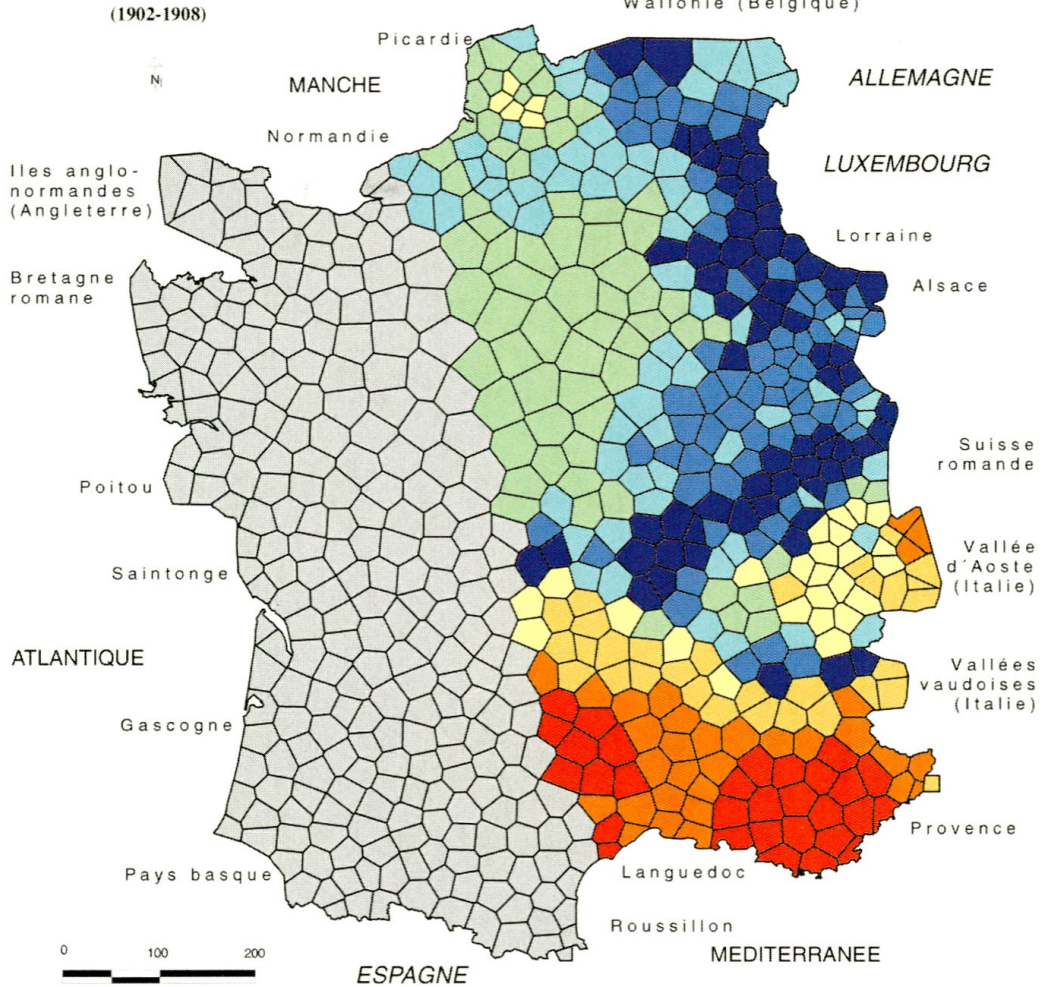 Wallonie (Belgique)
(1902-1908)
Picardie
N
MANCHE
ALLEMAGNE
Normandie
LUXEMBOURG
Iles anglo-
normandes
(Angleterre)
Lorraine
Bretagne
romane
Alsace
Suisse
romande
Poitou
Vallée
d´Aoste
(Italie)
Saintonge
ATLANTIQUE
Vallées
vaudoises
(Italie)
Gascogne
Provence
Pays basque
Languedoc
Roussillon
MEDITERRANEE
0 100 200
ESPAGNE